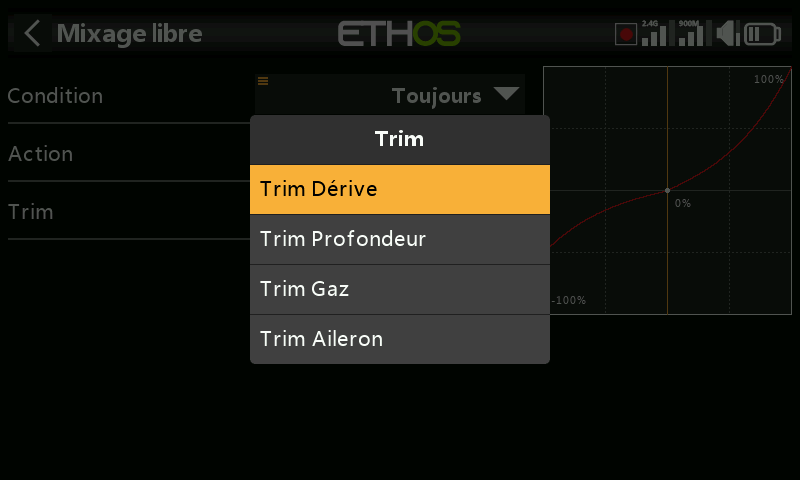 Mixage libre
ETHOS
2.4G
900M
Condition
Toujours
100%
Trim
Action
Trim Dérive
Trim
0%
Trim Profondeur
Trim Gaz
-100%
Trim Aileron